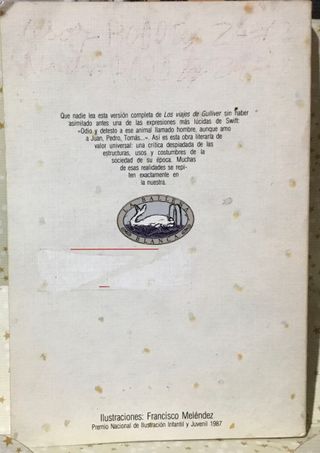 Que nadie lea esta versión completa de Los viajes de Gulliver sin haber
asimilado antes una de las expresiones más lúcidas de Swift:
«Odio y detesto a ese animal llamado hombre, aunque amo
a Juan, Pedro, Tomás...». Así es esta obra literaria de
valor universal: una crítica despiadada de las
estructuras, usos y costumbres de la
sociedad de su época. Muchas
de esas realidades se repi-
ten exactamente en
la nuestra.
LA BALLENA
BLANCA
Ilustraciones: Francisco Meléndez
Premio Nacional de Ilustración Infantil y Juvenil 1987